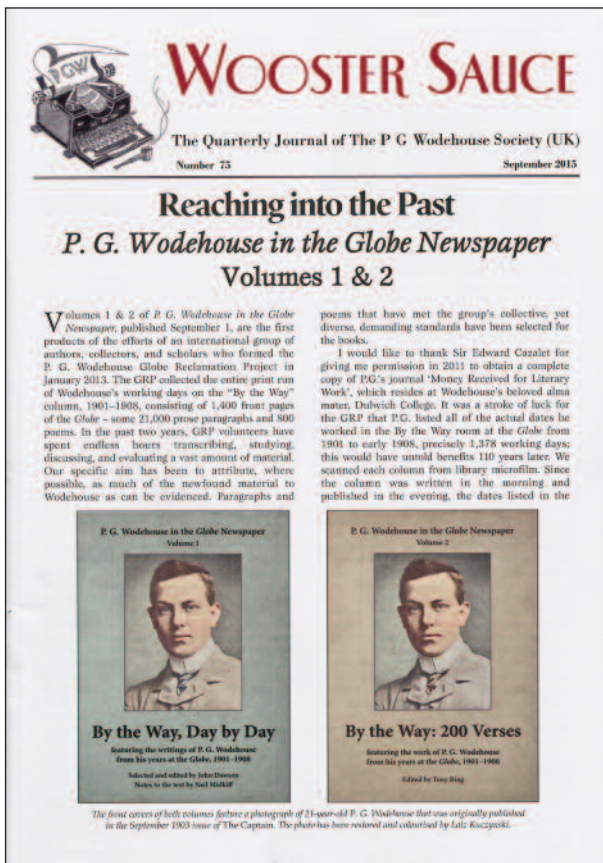 PGW
WOOSTER SAUCE
The Quarterly Journal of The P G Wodehouse Society (UK)
Number 75 September 2015
Reaching into the Past
P. G. Wodehouse in the Globe Newspaper
Volumes 1 & 2
Volumes 1 & 2 of P. G. Wodehouse in the Globe
Newspaper, published September 1, are the first
products of the efforts of an international group of
authors, collectors, and scholars who formed the
P. G. Wodehouse Globe Reclamation Project in
January 2013. The GRP collected the entire print run
of Wodehouse's working days on the “By the Way”
column, 1901–1908, consisting of 1,400 front pages
of the Globe – some 21,000 prose paragraphs and 800
poems. In the past two years, GRP volunteers have
spent endless hours transcribing, studying,
discussing, and evaluating a vast amount of material.
Our specific aim has been to attribute, where
possible, as much of the newfound material to
Wodehouse as can be evidenced. Paragraphs and
poems that have met the group's collective, yet
diverse, demanding standards have been selected for
the books.
I would like to thank Sir Edward Cazalet for
giving me permission in 2011 to obtain a complete
copy of P.G.'s journal ‘Money Received for Literary
Work’, which resides at Wodehouse's beloved alma
mater, Dulwich College. It was a stroke of luck for
the GRP that P.G. listed all of the actual dates he
worked in the By the Way room at the Globe from
1901 to early 1908, precisely 1,378 working days;
this would have untold benefits 110 years later. We
scanned each column from library microfilm. Since
the column was written in the morning and
published in the evening, the dates listed in the
P. G. Wodehouse in the Globe Newspaper
Volume 1
By the Way, Day by Day
featuring the writings of P. G. Wodehouse
from his years at the Globe, 1901–1908
Selected and edited by John Dawson
Notes to the text by Neil Midkiff
P. G. Wodehouse in the Globe Newspaper
Volume 2
By the Way: 200 Verses
featuring the work of P. G. Wodehouse
from his years at the Globe, 1901–1908
Edited by Tony Ring
The front covers of both volumes feature a photograph of 21-year-old P. G. Wodehouse that was originally published
in the September 1903 issue of The Captain. The photo has been restored and colourised by Laiz Kuczynski.